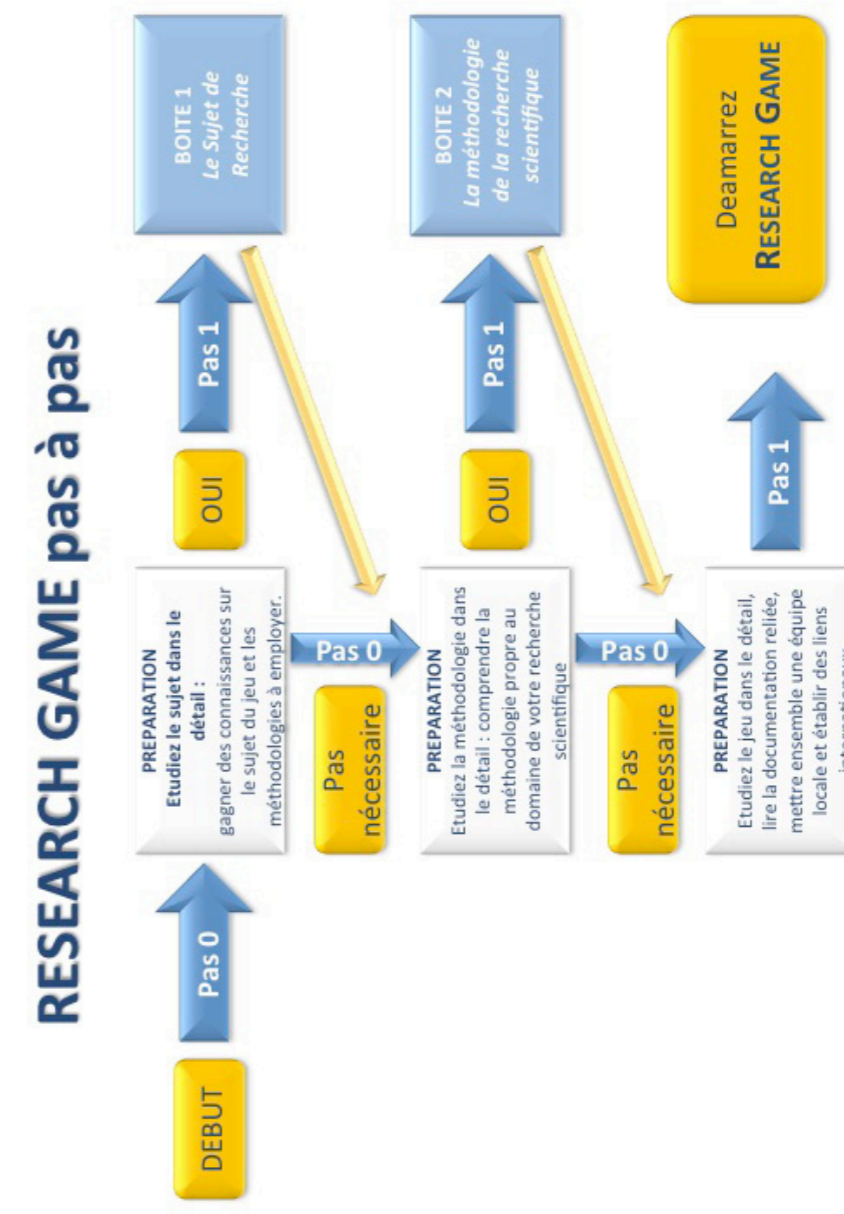 RESEARCH GAME pas à pas
DEBUT
Pas 0
PREPARATION
Etudiez le sujet dans le
détail :
gagner des connaissances sur
le sujet du jeu et les
méthodologies à employer.
OUI
Pas 1
BOITE 1
Le Sujet de
Recherche
Pas
nécessaire
Pas 0
PREPARATION
Etudiez la méthodologie dans
le détail : comprendre la
méthodologie propre au
domaine de votre recherche
scientifique
OUI
Pas 1
BOITE 2
La méthodologie
de la recherche
scientifique
Pas
nécessaire
Pas 0
PREPARATION
Etudiez le jeu dans le détail,
lire la documentation reliée,
mettre ensemble une équipe
locale et établir des liens
Pas 1
Deamarrez
RESEARCH GAME